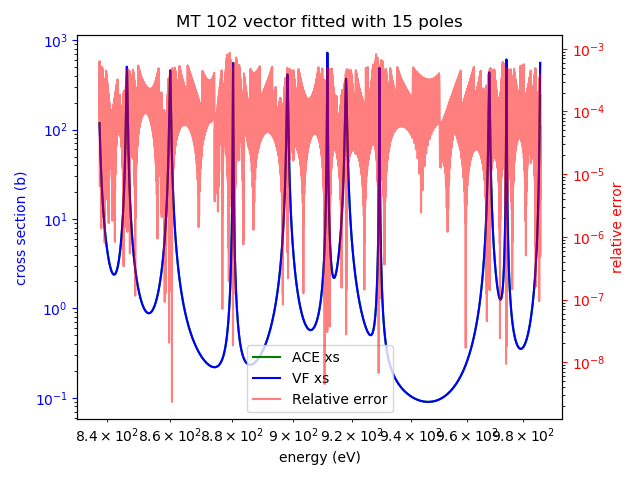 MT 102 vector fitted with 15 poles
cross section (b)
10³
10²
10¹
10⁰
10⁻¹
relative error
10⁻³
10⁻⁴
10⁻⁵
10⁻⁶
10⁻⁷
10⁻⁸
ACE xs
VF xs
Relative error
8.4 × 10² 8.6 × 10² 8.8 × 10² 9 × 10² 9.2 × 10² 9.4 × 10² 9.6 × 10² 9.8 × 10²
energy (eV)